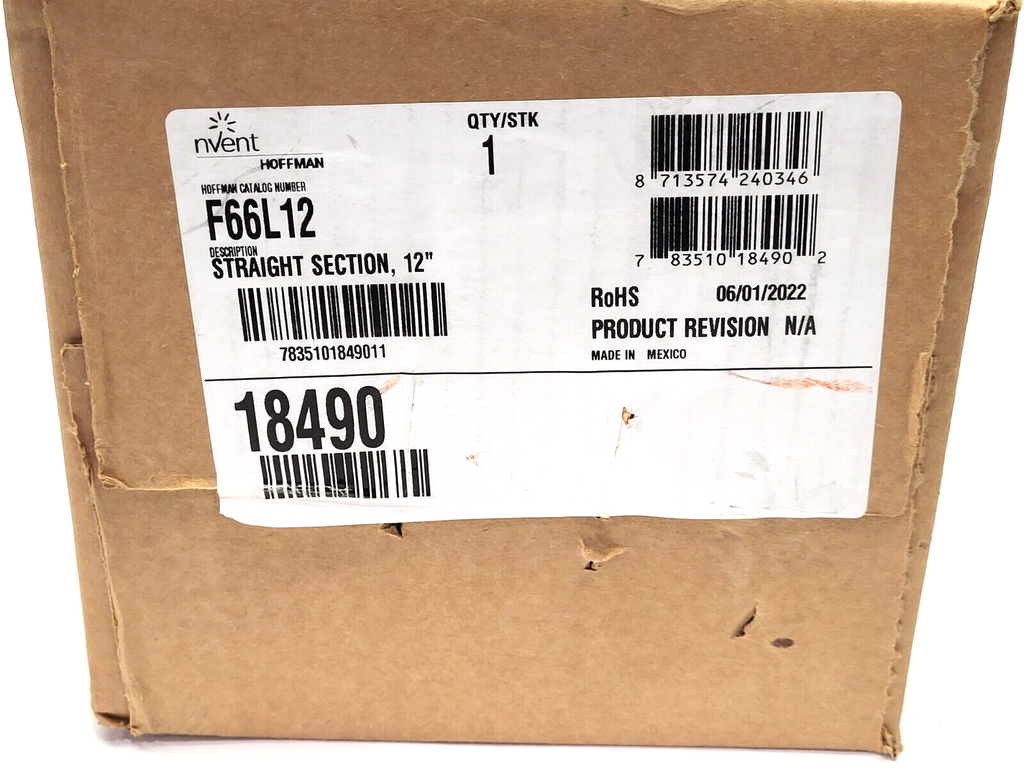 nVent
HOFFMAN
HOFFMAN CATALOG NUMBER
F66L12
DESCRIPTION
STRAIGHT SECTION, 12"
7835101849011
QTY/STK
1
8 713574 240346
7 83510 18490 2
RoHS 06/01/2022
PRODUCT REVISION N/A
MADE IN MEXICO
18490